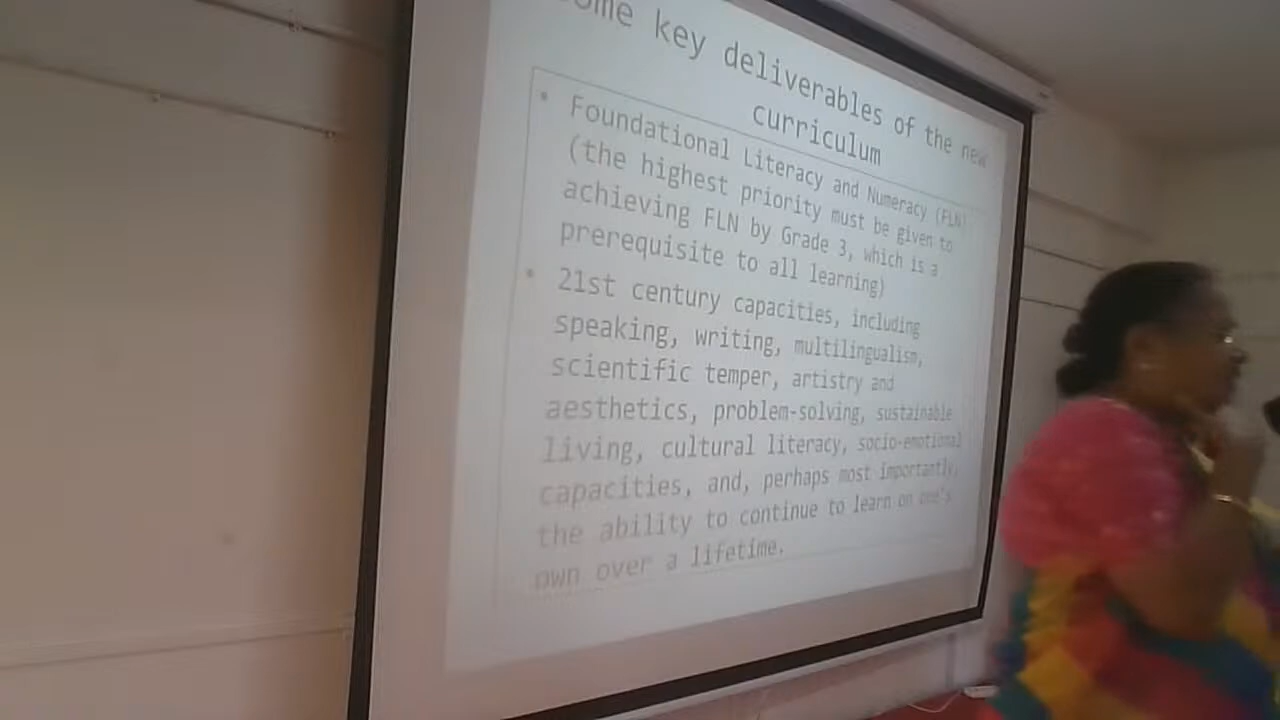 Some key deliverables of the new
curriculum
• Foundational Literacy and Numeracy (FLN)
(the highest priority must be given to
achieving FLN by Grade 3, which is a
prerequisite to all learning)
• 21st century capacities, including
speaking, writing, multilingualism,
scientific temper, artistry and
aesthetics, problem-solving, sustainable
living, cultural literacy, socio-emotional
capacities, and, perhaps most importantly,
the ability to continue to learn on one's
own over a lifetime.